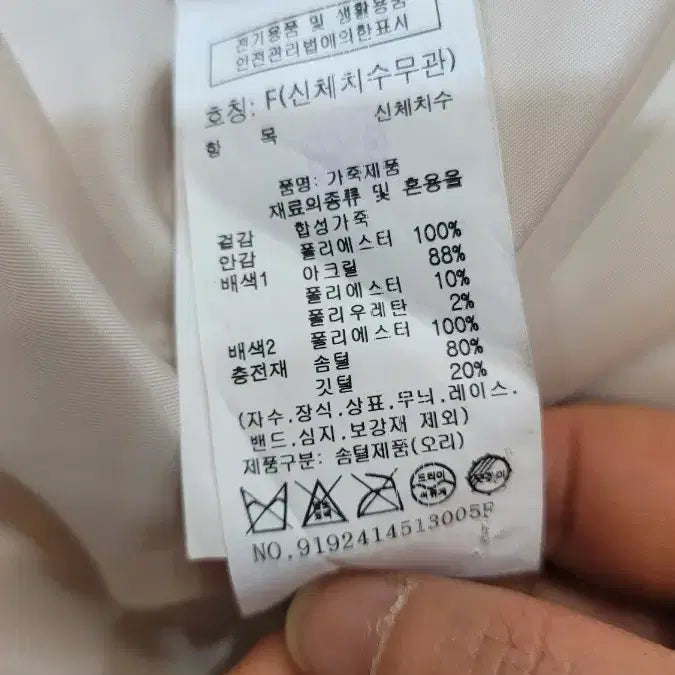 전기용품 및 생활용품
안전관리법에의한표시
호칭: F(신체치수무관)
항 목 신체치수
품명: 가죽제품
재료의종류 및 혼용율
겉감 합성가죽
안감 폴리에스터 100%
배색1 아크릴 88%
폴리에스터 10%
폴리우레탄 2%
배색2 폴리에스터 100%
충전재 솜털 80%
깃털 20%
(자수.장식.상표.무늬.레이스.
밴드.심지.보강재 제외)
제품구분: 솜털제품(오리)
드라이
NO.9192414513005F